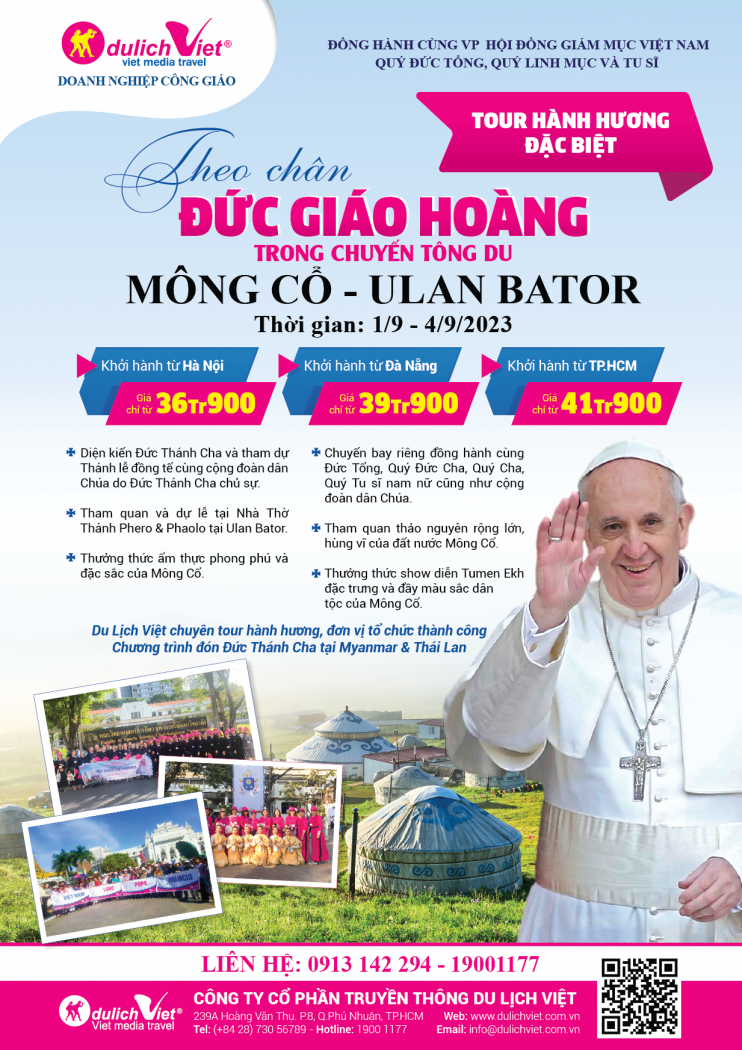 dulich Việt®
viet media travel
DOANH NGHIỆP CÔNG GIÁO
ĐỒNG HÀNH CÙNG VP HỘI ĐỒNG GIÁM MỤC VIỆT NAM
QUÝ ĐỨC TỔNG, QUÝ LINH MỤC VÀ TU SĨ
TOUR HÀNH HƯƠNG
ĐẶC BIỆT
Theo chân
ĐỨC GIÁO HOÀNG
TRONG CHUYẾN TÔNG DU
MÔNG CỔ - ULAN BATOR
Thời gian: 1/9 - 4/9/2023
Khởi hành từ Hà Nội
Giá chỉ từ 36Tr900
Khởi hành từ Đà Nẵng
Giá chỉ từ 39Tr900
Khởi hành từ TP.HCM
Giá chỉ từ 41Tr900
Diện kiến Đức Thánh Cha và tham dự
Thánh lễ đồng tế cùng cộng đoàn dân
Chúa do Đức Thánh Cha chủ sự.
Tham quan và dự lễ tại Nhà Thờ
Thánh Phero & Phaolo tại Ulan Bator.
Thưởng thức ẩm thực phong phú và
đặc sắc của Mông Cổ.
Chuyến bay riêng đồng hành cùng
Đức Tổng, Quý Đức Cha, Quý Cha,
Quý Tu sĩ nam nữ cũng như cộng
đoàn dân Chúa.
Tham quan thảo nguyên rộng lớn,
hùng vĩ của đất nước Mông Cổ.
Thưởng thức show diễn Tumen Ekh
đặc trưng và đầy màu sắc dân
tộc của Mông Cổ.
Du Lịch Việt chuyên tour hành hương, đơn vị tổ chức thành công
Chương trình đón Đức Thánh Cha tại Myanmar & Thái Lan
VIET NAM LOVE POPE FRANCIS
LIÊN HỆ: 0913 142 294 - 19001177
dulich Việt®
Viet media travel
CÔNG TY CỔ PHẦN TRUYỀN THÔNG DU LỊCH VIỆT
239A Hoàng Văn Thụ. P.8, Q.Phú Nhuận, TP.HCM Web: www.dulichviet.com.vn
Tel: (+84 28) 730 56789 - Hotline: 1900 1177 Email: info@dulichviet.com.vn